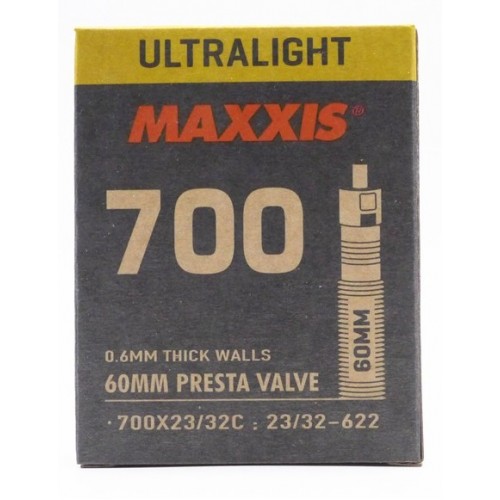 ULTRALIGHT
MAXXIS®
700
60MM
0.6MM THICK WALLS
60MM PRESTA VALVE
700X23/32C : 23/32-622